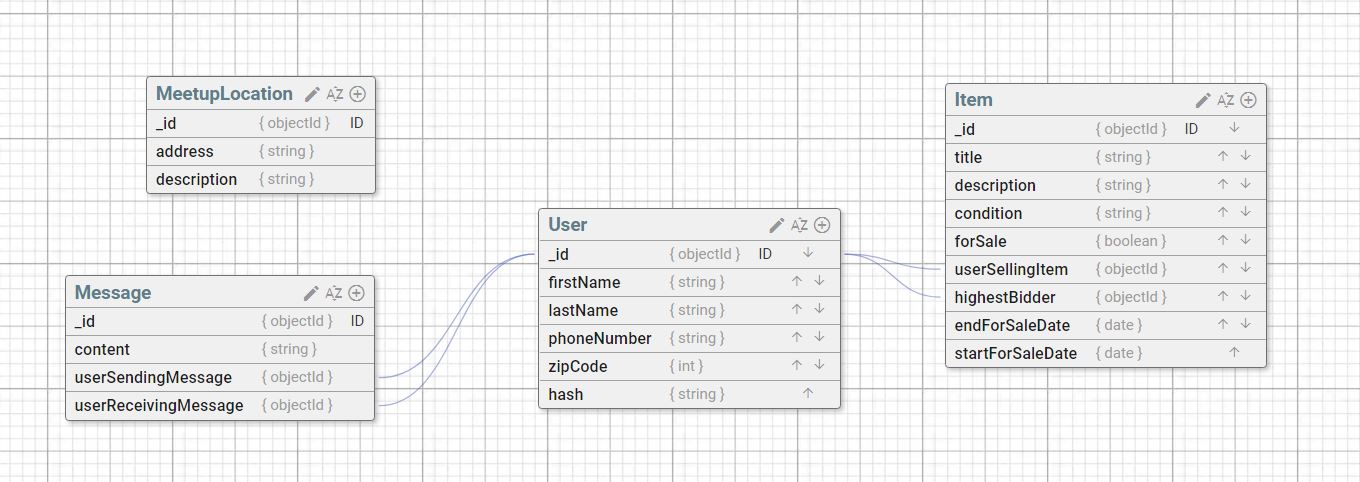 MeetupLocation
_id { objectId } ID
address { string }
description { string }
Message
_id { objectId } ID
content { string }
userSendingMessage { objectId }
userReceivingMessage { objectId }
User
_id { objectId } ID
firstName { string }
lastName { string }
phoneNumber { string }
zipCode { int }
hash { string }
Item
_id { objectId } ID
title { string }
description { string }
condition { string }
forSale { boolean }
userSellingItem { objectId }
highestBidder { objectId }
endForSaleDate { date }
startForSaleDate { date }